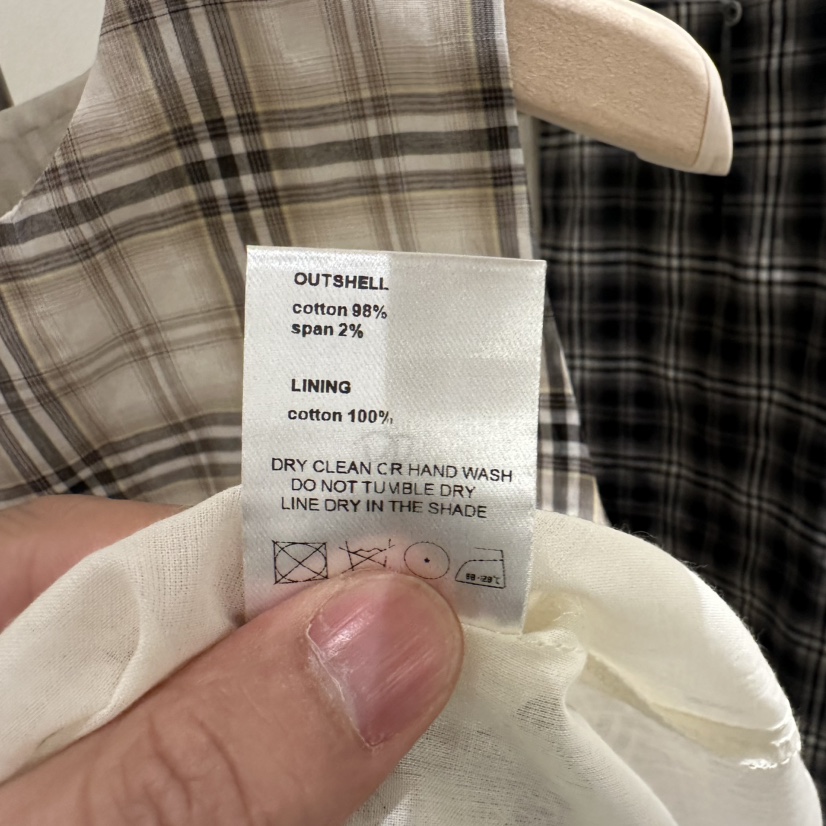 OUTSHELL
cotton 98%
span 2%
LINING
cotton 100%
DRY CLEAN OR HAND WASH
DO NOT TUMBLE DRY
LINE DRY IN THE SHADE